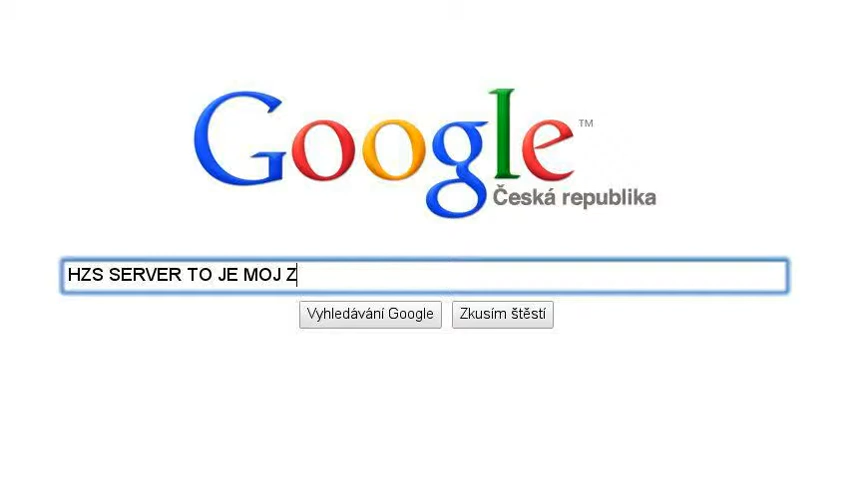 Google™
Česká republika
HZS SERVER TO JE MOJ Z
Vyhledávání Google
Zkusím štěstí